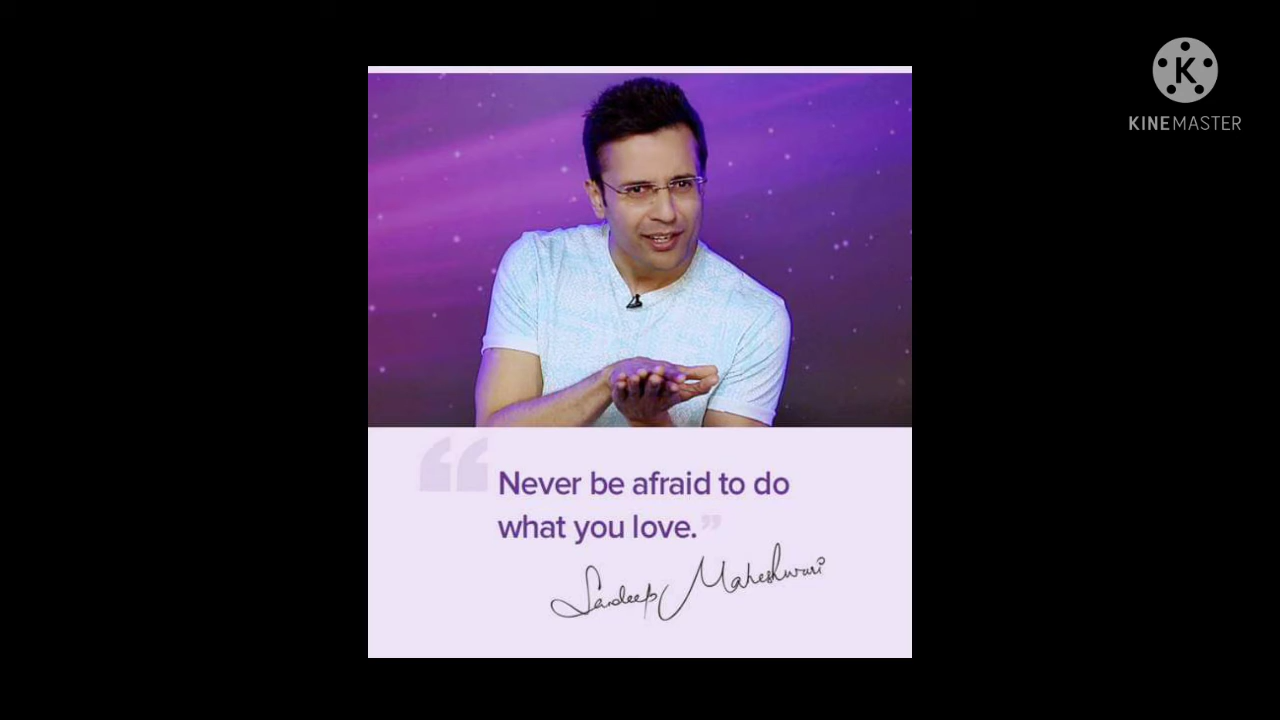 K
KINEMASTER
“Never be afraid to do
what you love.”
Sandeep Maheshwari